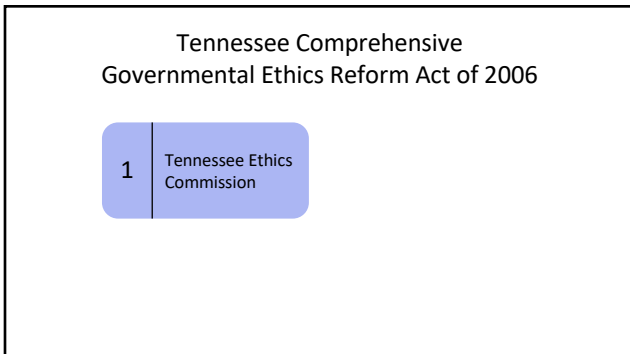 Tennessee Comprehensive
Governmental Ethics Reform Act of 2006
1
Tennessee Ethics
Commission